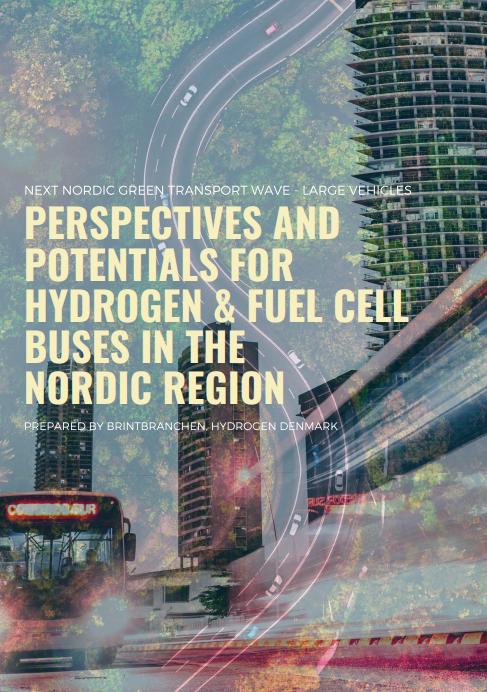 NEXT NORDIC GREEN TRANSPORT WAVE - LARGE VEHICLES
PERSPECTIVES AND
POTENTIALS FOR
HYDROGEN & FUEL CELL
BUSES IN THE
NORDIC REGION
PREPARED BY BRINTBRANCHEN, HYDROGEN DENMARK